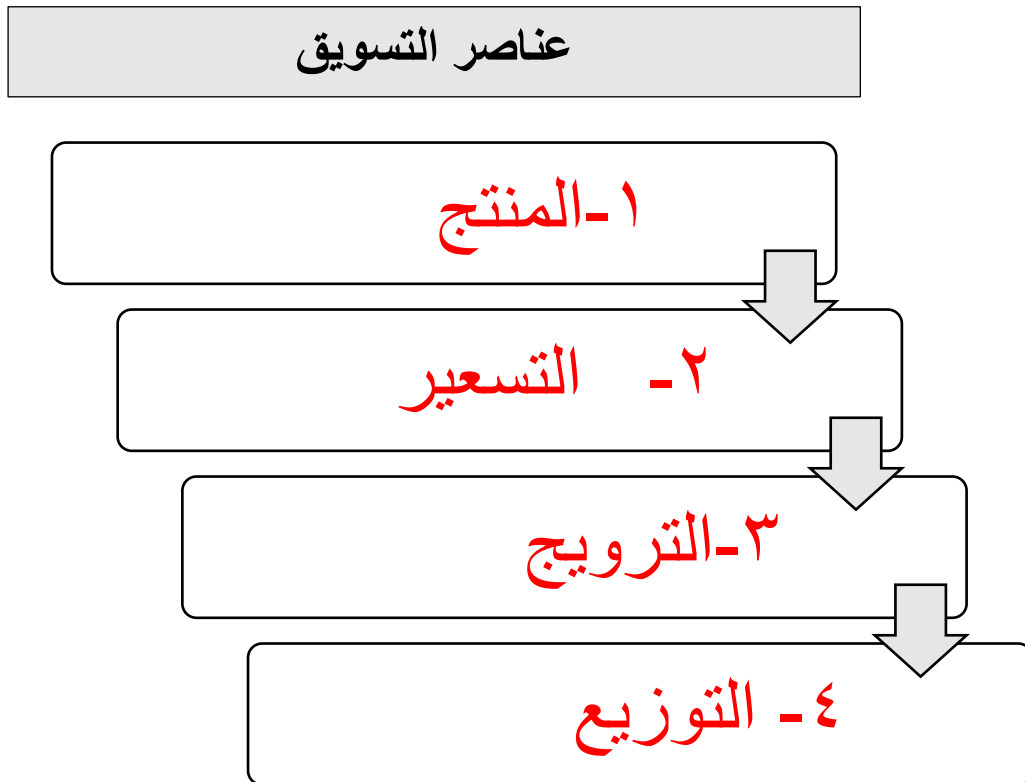 عناصر التسويق
١-المنتج
٢- التسعير
٣-الترويج
٤- التوزيع